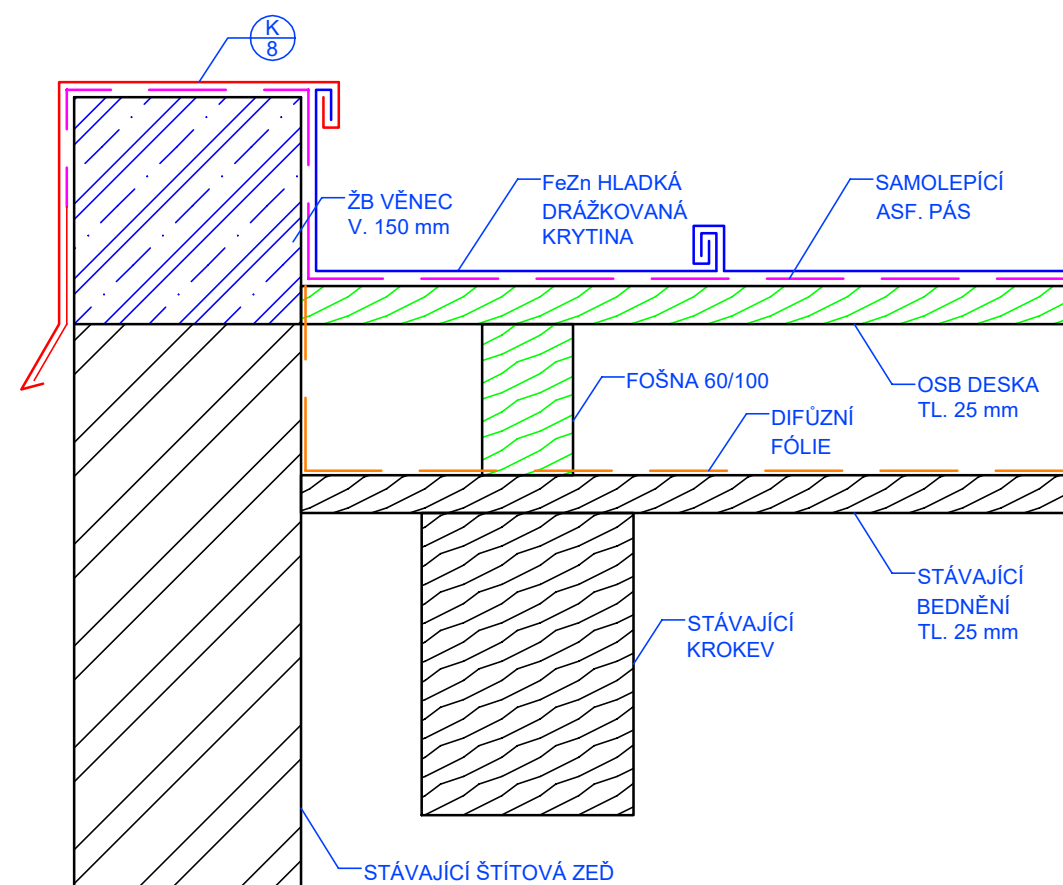 K
8
ŽB VĚNEC
V. 150 mm
FeZn HLADKÁ
DRÁŽKOVANÁ
KRYTINA
SAMOLEPÍCÍ
ASF. PÁS
FOŠNA 60/100
DIFŮZNÍ
FÓLIE
OSB DESKA
TL. 25 mm
STÁVAJÍCÍ
BEDNĚNÍ
TL. 25 mm
STÁVAJÍCÍ
KROKEV
STÁVAJÍCÍ ŠTÍTOVÁ ZEĎ